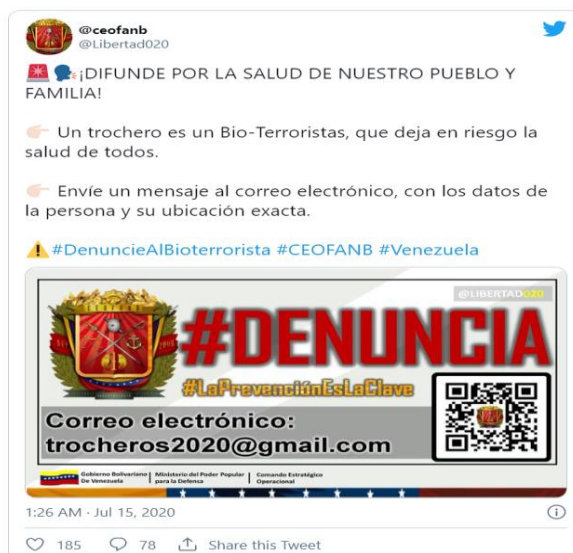 @ceofanb
@Libertad020
¡DIFUNDE POR LA SALUD DE NUESTRO PUEBLO Y
FAMILIA!
Un trochero es un Bio-Terroristas, que deja en riesgo la
salud de todos.
Envíe un mensaje al correo electrónico, con los datos de
la persona y su ubicación exacta.
#DenuncieAlBioterrorista #CEOFANB #Venezuela
@LIBERTAD020
#DENUNCIA
#LaPrevenciónEsLaClave
Correo electrónico:
trocheros2020@gmail.com
Gobierno Bolivariano | Ministerio del Poder Popular | Comando Estratégico
De Venezuela | para la Defensa | Operacional
1:26 AM · Jul 15, 2020
185 78 Share this Tweet